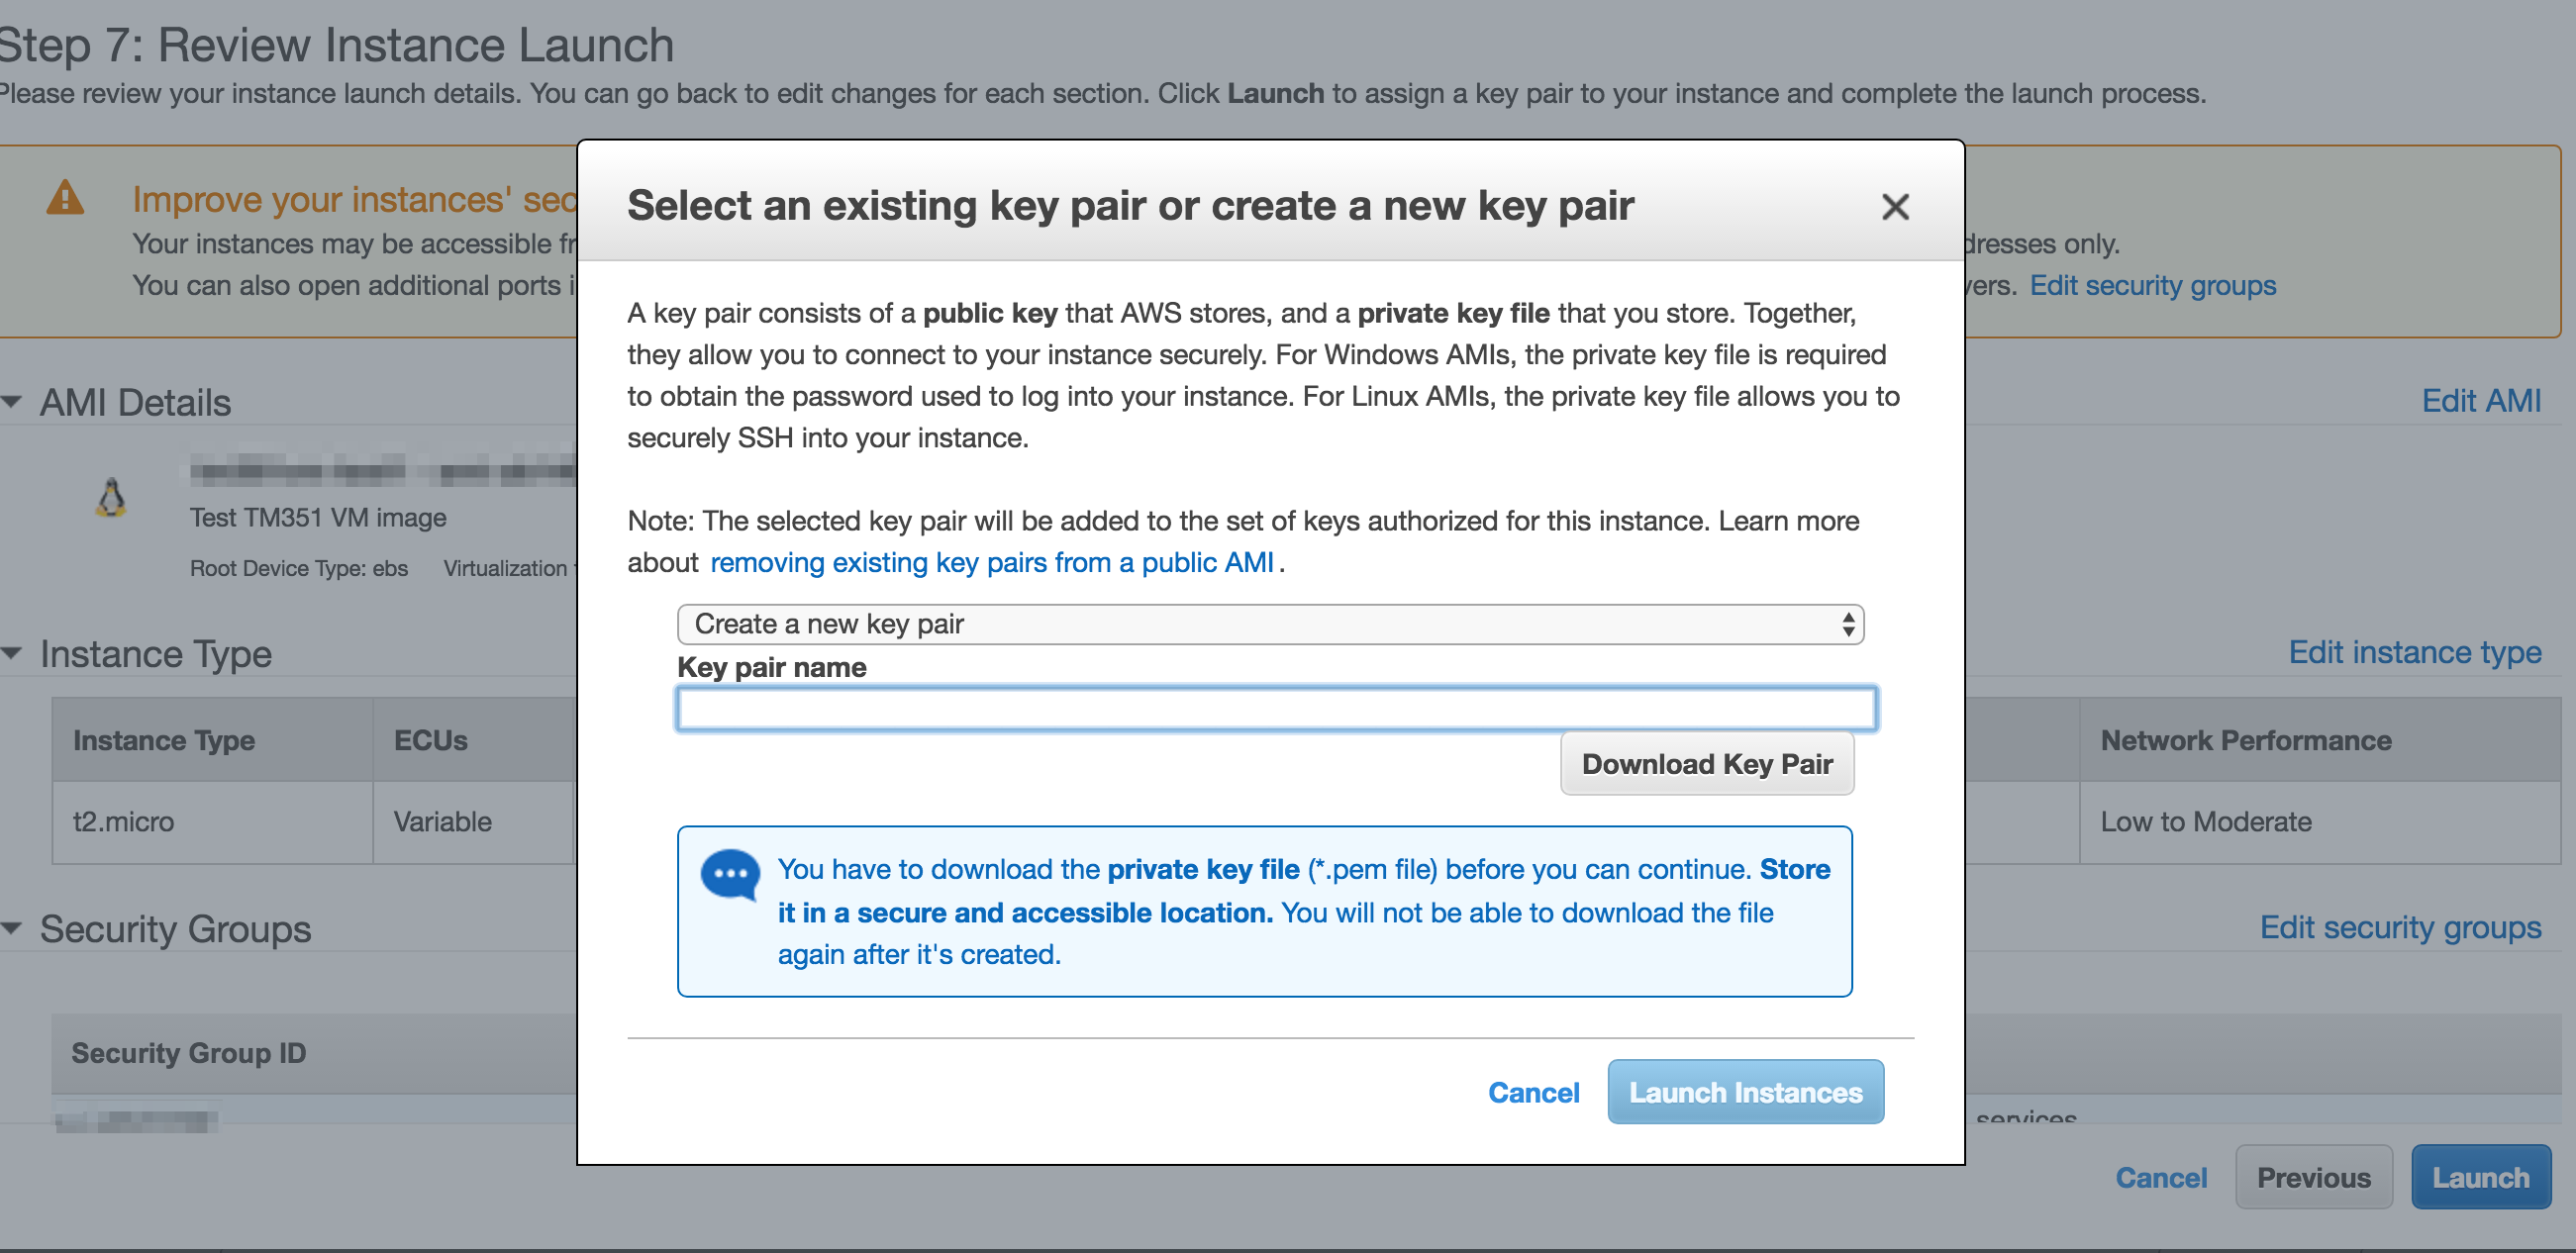 Step 7: Review Instance Launch
Please review your instance launch details. You can go back to edit changes for each section. Click Launch to assign a key pair to your instance and complete the launch process.
Improve your instances' sec
Your instances may be accessible fr
dresses only.
You can also open additional ports i
vers. Edit security groups
AMI Details
Edit AMI
Test TM351 VM image
Root Device Type: ebs Virtualization
Instance Type
Edit instance type
Instance Type ECUs Network Performance
t2.micro Variable Low to Moderate
Security Groups
Edit security groups
Security Group ID
services
Cancel Previous Launch
Select an existing key pair or create a new key pair
A key pair consists of a public key that AWS stores, and a private key file that you store. Together,
they allow you to connect to your instance securely. For Windows AMIs, the private key file is required
to obtain the password used to log into your instance. For Linux AMIs, the private key file allows you to
securely SSH into your instance.
Note: The selected key pair will be added to the set of keys authorized for this instance. Learn more
about removing existing key pairs from a public AMI .
Create a new key pair
Key pair name
Download Key Pair
You have to download the private key file (*.pem file) before you can continue. Store
it in a secure and accessible location. You will not be able to download the file
again after it's created.
Cancel Launch Instances